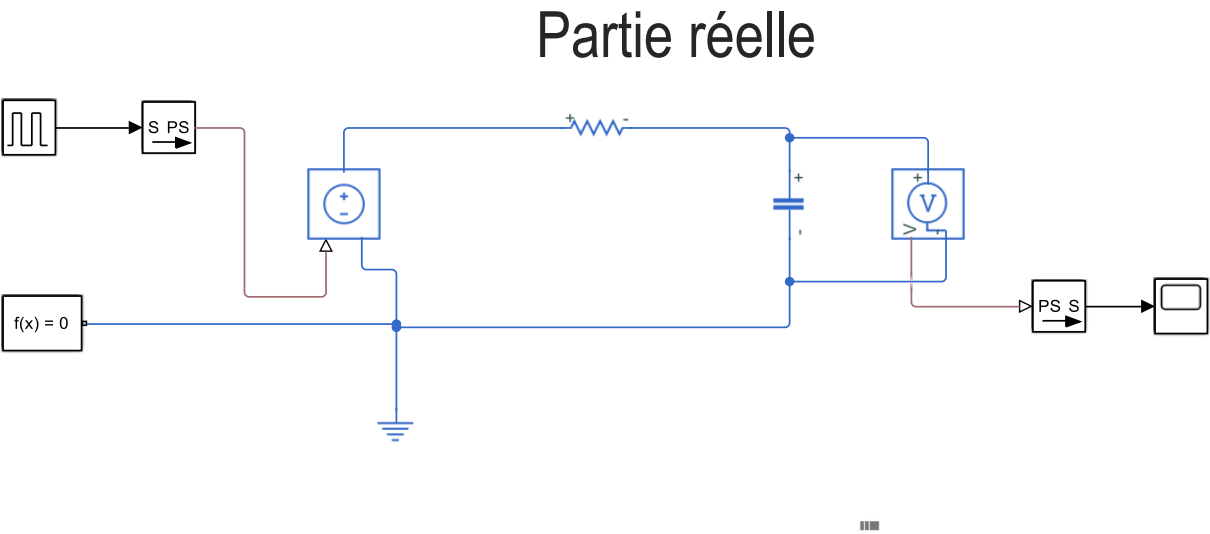 Partie réelle
S PS
+ -
+
-
+
-
+
V
V
-
f(x) = 0
PS S